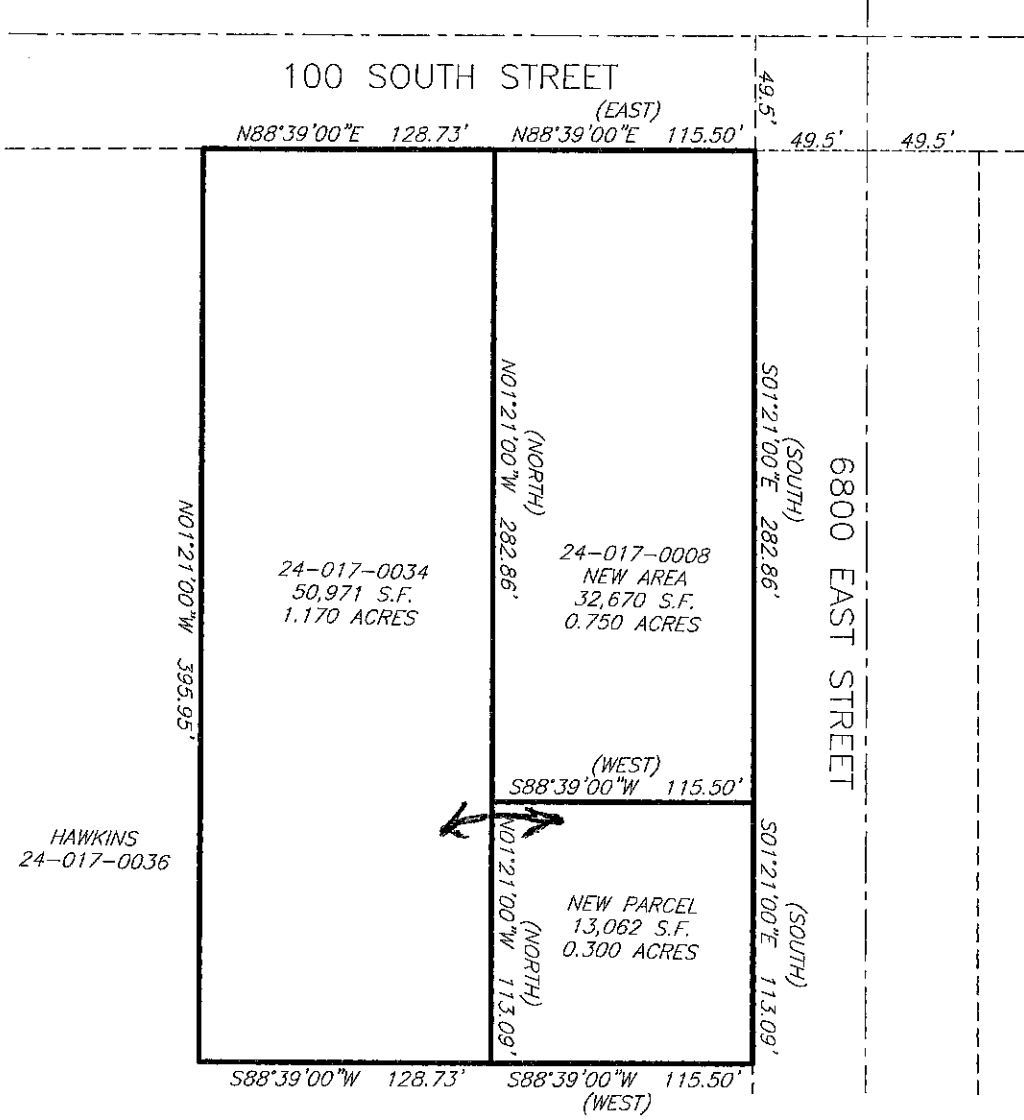 100 SOUTH STREET
49.5'
(EAST)
N88°39'00"E 128.73'
N88°39'00"E 115.50'
49.5'
49.5'
N01°21'00"W 395.95'
24-017-0034
50,971 S.F.
1.170 ACRES
(NORTH)
N01°21'00"W 282.86'
24-017-0008
NEW AREA
32,670 S.F.
0.750 ACRES
(SOUTH)
S01°21'00"E 282.86'
6800 EAST STREET
(WEST)
S88°39'00"W 115.50'
HAWKINS
24-017-0036
(NORTH)
N01°21'00"W 113.09'
NEW PARCEL
13,062 S.F.
0.300 ACRES
(SOUTH)
S01°21'00"E 113.09'
S88°39'00"W 128.73'
S88°39'00"W 115.50'
(WEST)